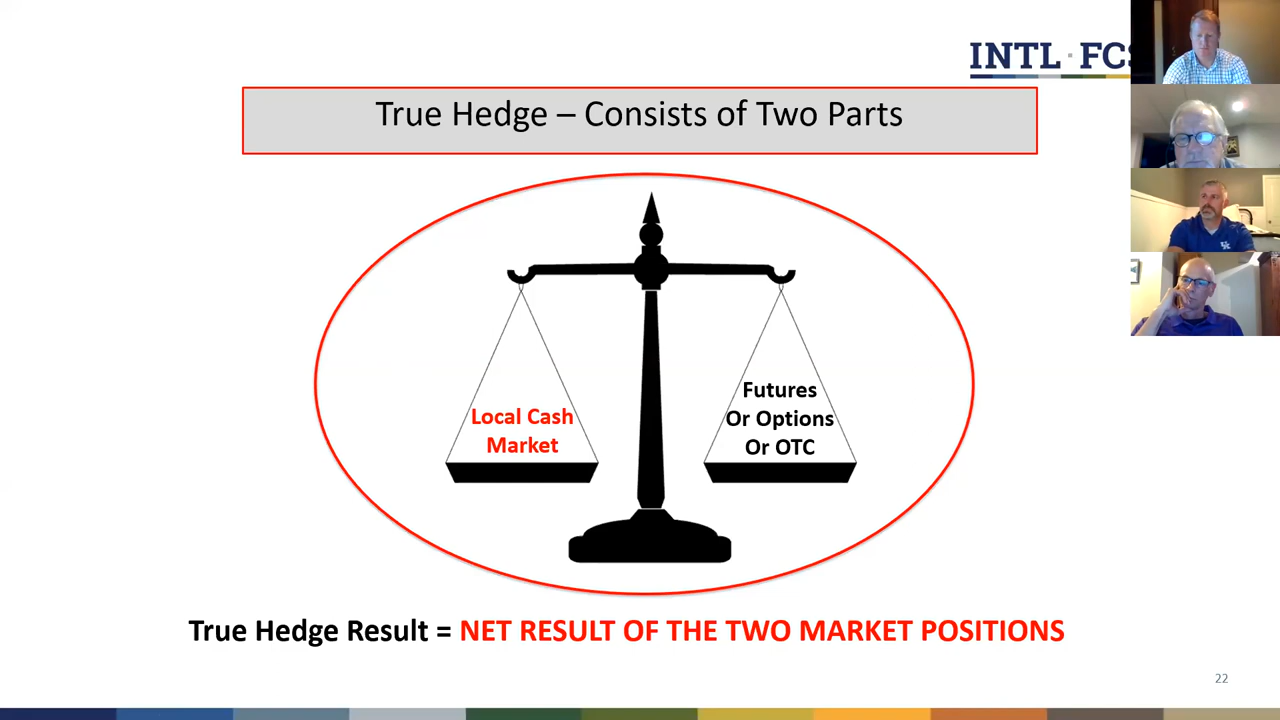 INTL FCS
True Hedge – Consists of Two Parts
Futures
Or Options
Or OTC
Local Cash
Market
True Hedge Result = NET RESULT OF THE TWO MARKET POSITIONS
22